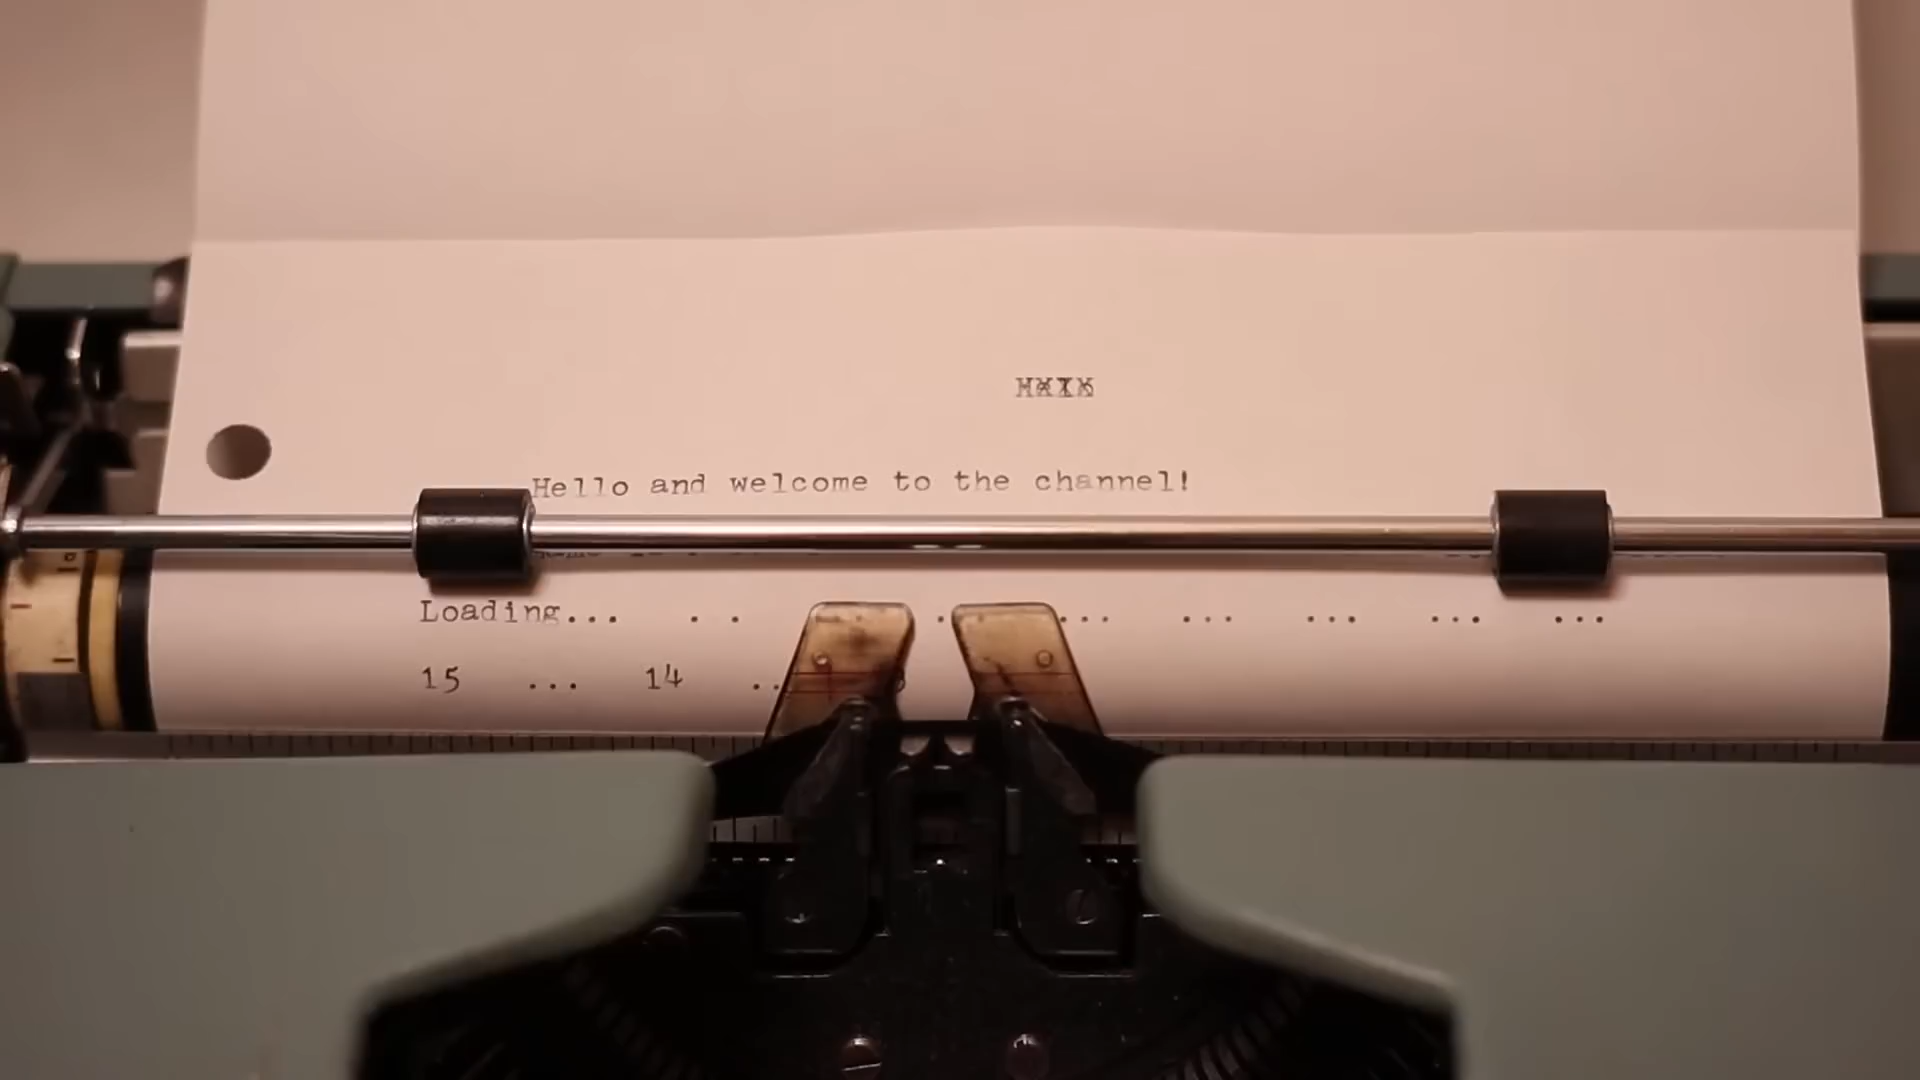 Hello and welcome to the channel!
Loading... . . . ... ... ... ... ...
15 ... 14 ..